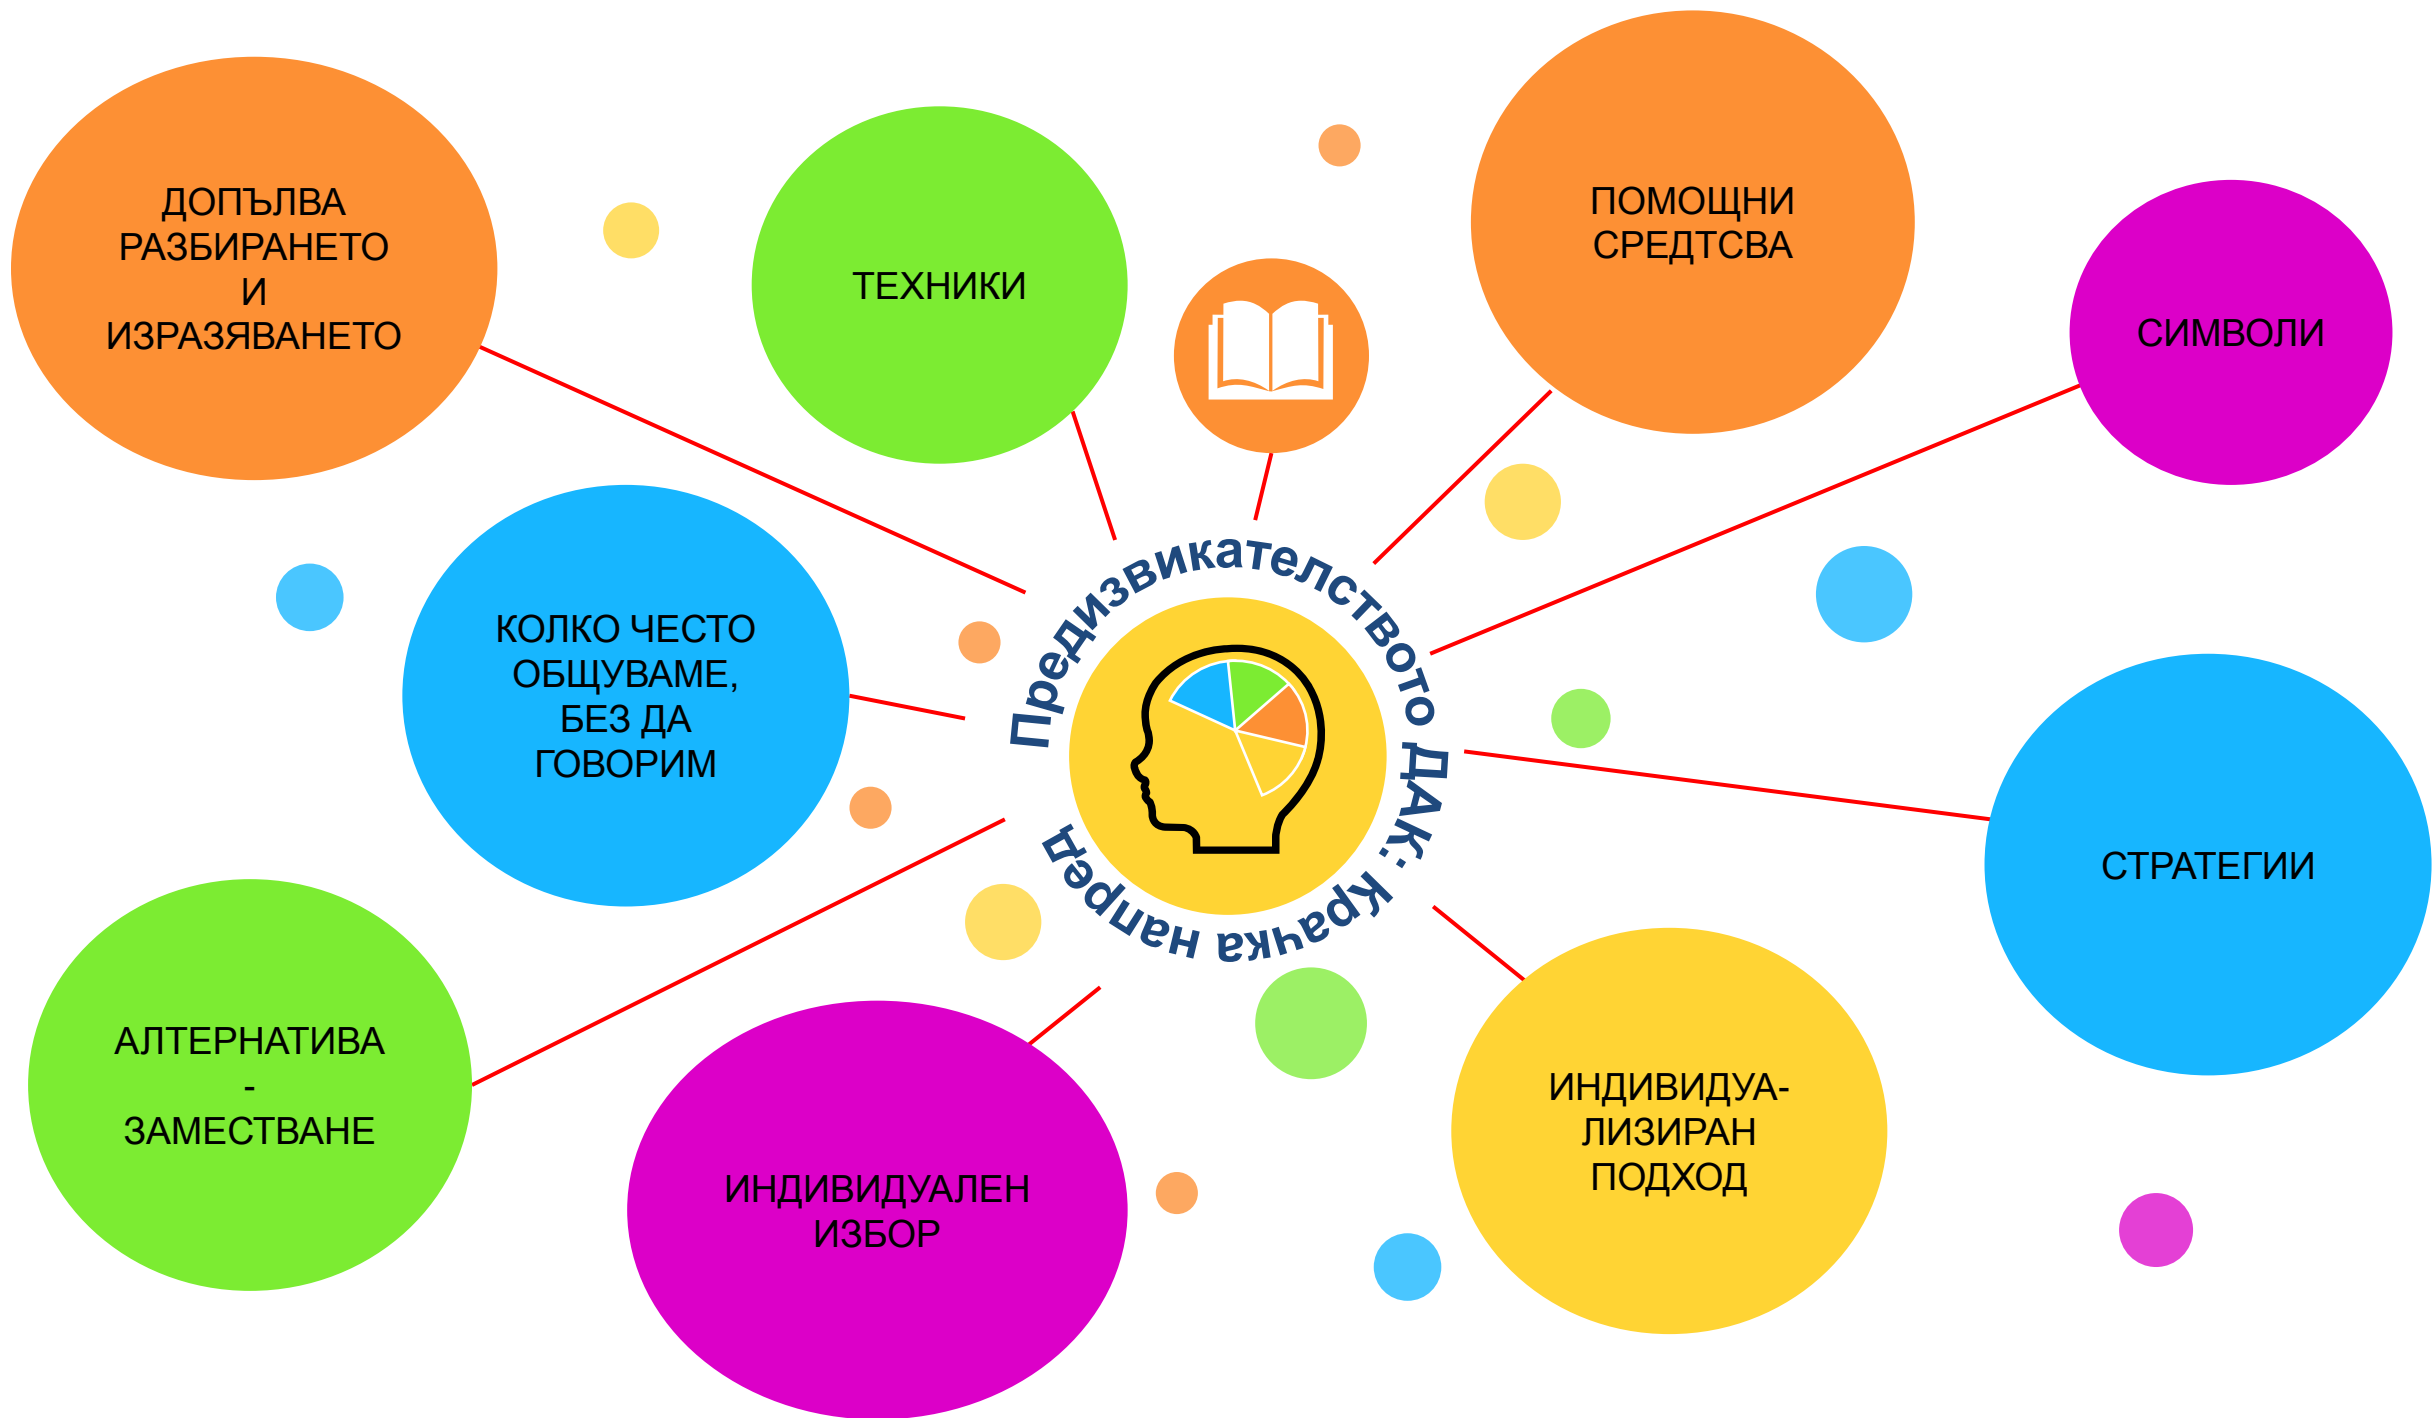 ДОПЪЛВА
РАЗБИРАНЕТО
И
ИЗРАЗЯВАНЕТО
ТЕХНИКИ
ПОМОЩНИ
СРЕДТСВА
СИМВОЛИ
КОЛКО ЧЕСТО
ОБЩУВАМЕ,
БЕЗ ДА
ГОВОРИМ
Предизвикателството ДАК: Крачка напред
СТРАТЕГИИ
АЛТЕРНАТИВА
-
ЗАМЕСТВАНЕ
ИНДИВИДУАЛЕН
ИЗБОР
ИНДИВИДУА-
ЛИЗИРАН
ПОДХОД